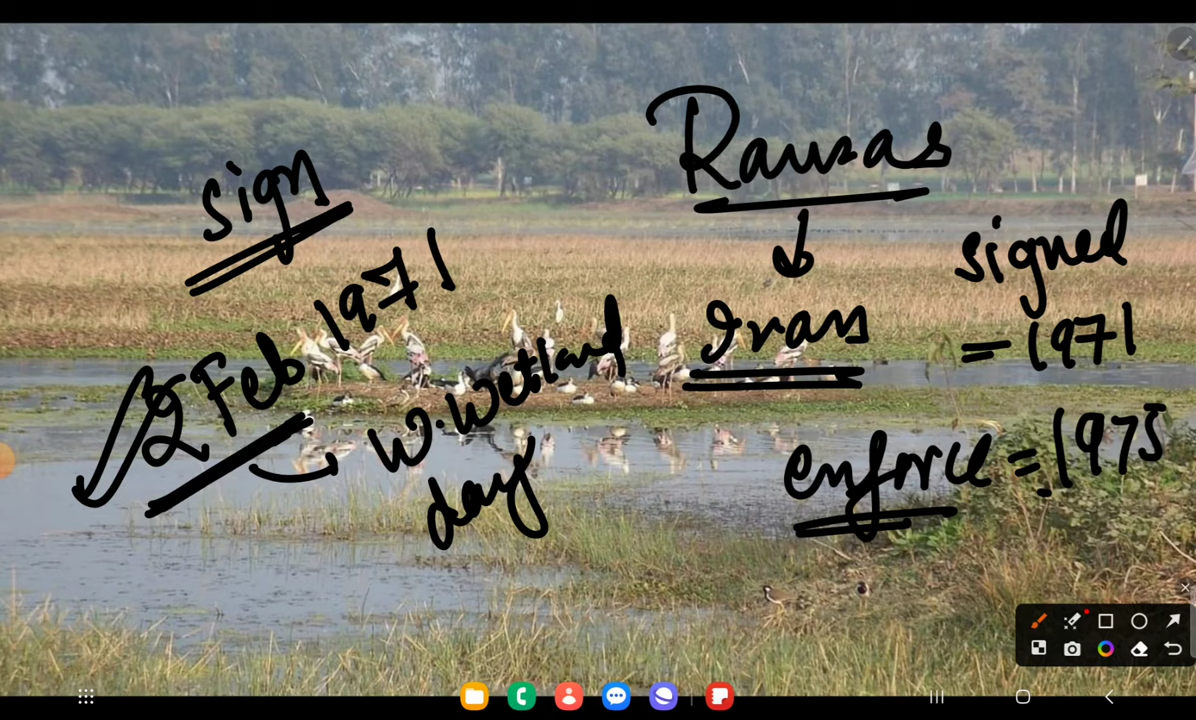 sign
2 Feb 1971
W. Wetland
day
Ramsar
Iran
signed
= 1971
enforce = 1975